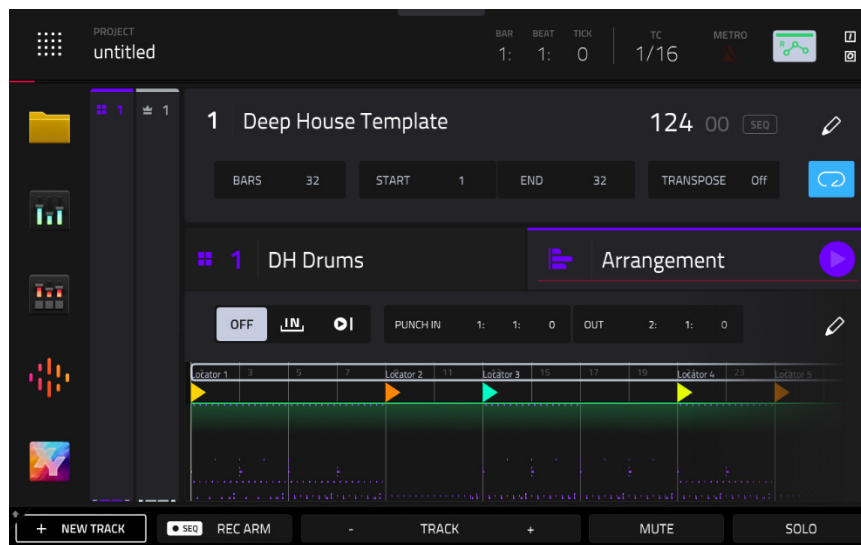 PROJECT
untitled
BAR BEAT TICK
1: 1: 0
TC
1/16
METRO
1
1
1 Deep House Template
124 00 SEQ
BARS 32 START 1 END 32 TRANSPOSE Off
1 DH Drums
Arrangement
OFF IN PUNCH IN 1: 1: 0 OUT 2: 1: 0
Locator 1 3 5 7 Locator 2 11 Locator 3 15 17 19 Locator 4 23 Locator 5
+ NEW TRACK SEQ REC ARM - TRACK + MUTE SOLO